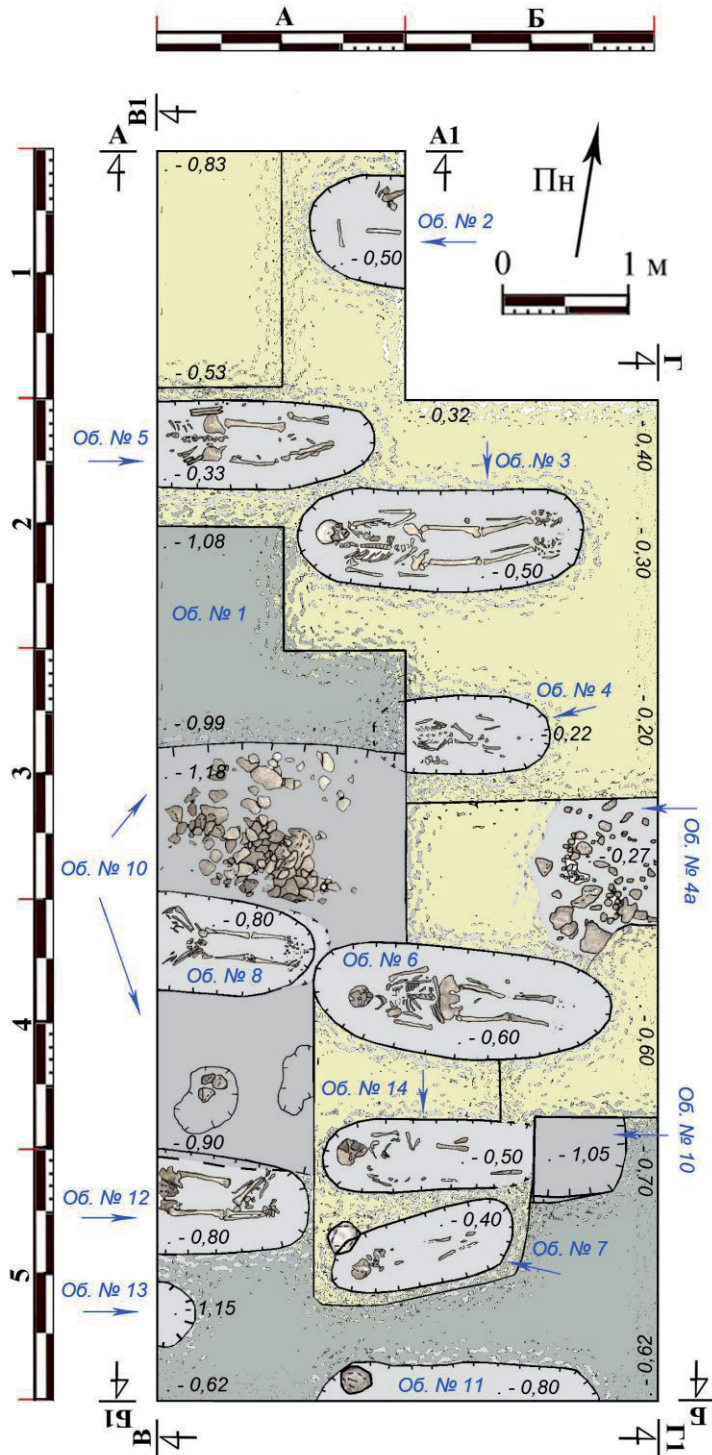 А Б
В1
4
А
4
А1
4
Пн
0 1 м
Г
4
1
2
3
4
5
- 0,83
Об. № 2
- 0,50
- 0,53
- 0,32
Об. № 5
- 0,33
Об. № 3
- 0,40
- 1,08
- 0,50
- 0,30
Об. № 1
Об. № 4
- 0,99
0,22
- 0,20
- 1,18
Об. № 10
0,27
Об. № 4а
- 0,80
Об. № 8
Об. № 6
- 0,60
- 0,60
Об. № 14
- 0,90
- 0,50
- 1,05
Об. № 10
- 0,70
Об. № 12
- 0,80
- 0,40
Об. № 7
Об. № 13
1,15
- 0,62
Об. № 11
- 0,80
- 0,62
Б1
4
Б
4
В
4
Г1
4